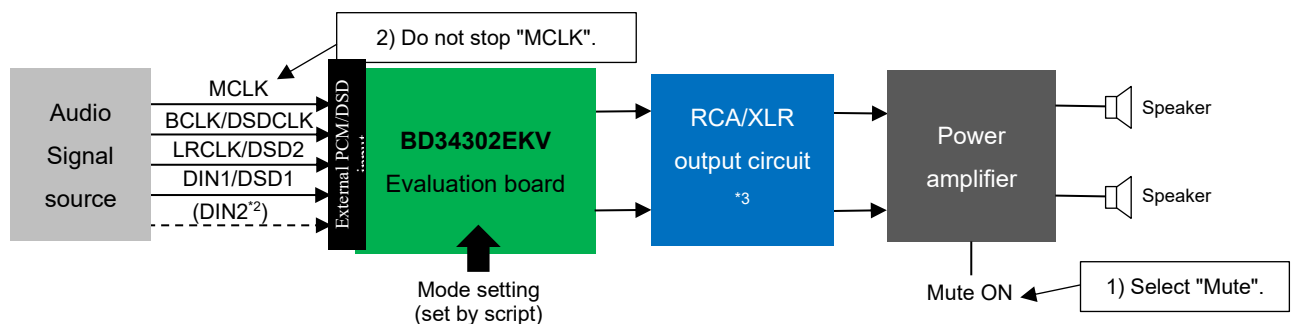 2) Do not stop "MCLK".
Audio
Signal
source
MCLK
BCLK/DSDCLK
LRCLK/DSD2
DIN1/DSD1
(DIN2*2)
External PCM/DSD
input
BD34302EKV
Evaluation board
Mode setting
(set by script)
RCA/XLR
output circuit
*3
Power
amplifier
Speaker
Speaker
Mute ON
1) Select "Mute".